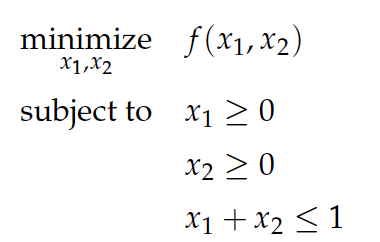 minimize f(x₁, x₂)
x₁,x₂
subject to x₁ ≥ 0
x₂ ≥ 0
x₁ + x₂ ≤ 1